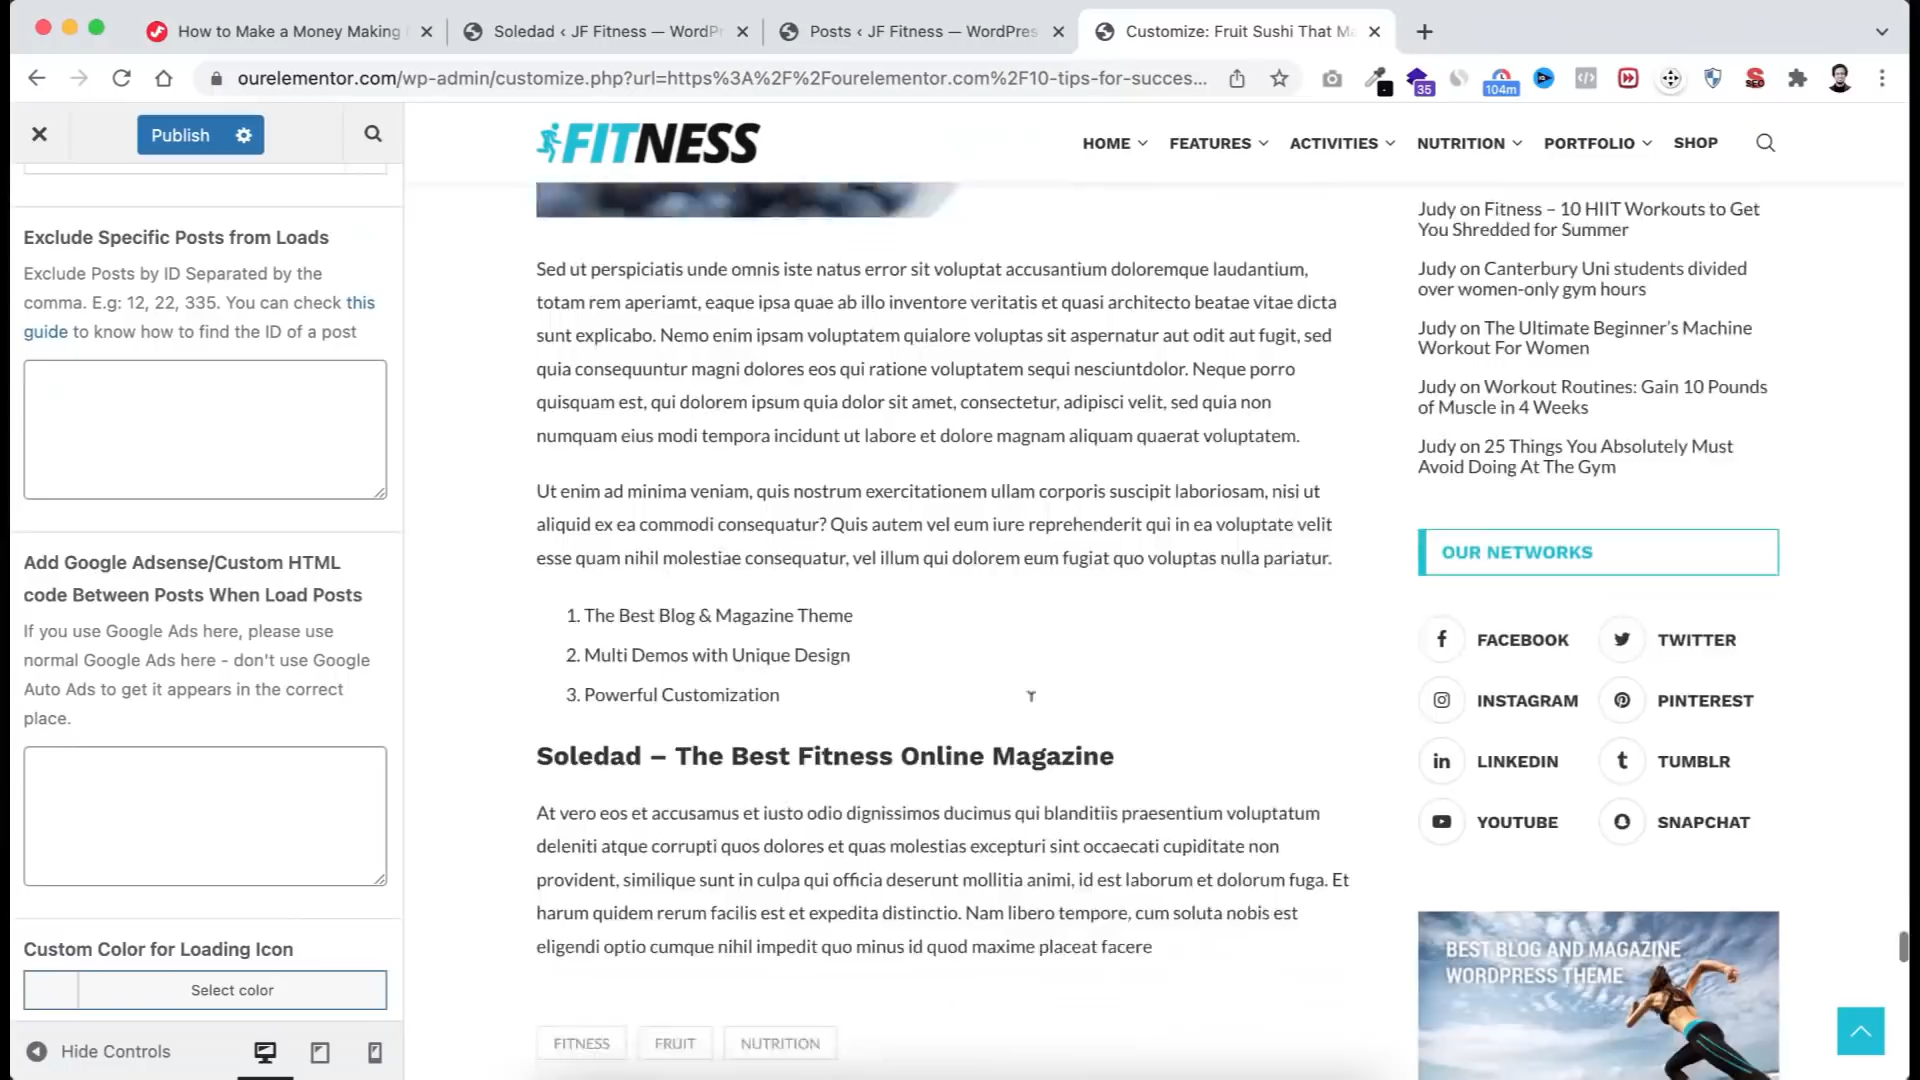 How to Make a Money Making
Soledad ‹ JF Fitness — WordPr
Posts ‹ JF Fitness — WordPres
Customize: Fruit Sushi That Ma
ourelementor.com/wp-admin/customize.php?url=https%3A%2F%2Fourelementor.com%2F10-tips-for-succes...
35
104m
SEO
Publish
FITNESS
HOME
FEATURES
ACTIVITIES
NUTRITION
PORTFOLIO
SHOP
Exclude Specific Posts from Loads
Exclude Posts by ID Separated by the
comma. E.g: 12, 22, 335. You can check this
guide to know how to find the ID of a post
Add Google Adsense/Custom HTML
code Between Posts When Load Posts
If you use Google Ads here, please use
normal Google Ads here - don't use Google
Auto Ads to get it appears in the correct
place.
Custom Color for Loading Icon
Select color
Hide Controls
Sed ut perspiciatis unde omnis iste natus error sit voluptat accusantium doloremque laudantium,
totam rem aperiamt, eaque ipsa quae ab illo inventore veritatis et quasi architecto beatae vitae dicta
sunt explicabo. Nemo enim ipsam voluptatem quialore voluptas sit aspernatur aut odit aut fugit, sed
quia consequuntur magni dolores eos qui ratione voluptatem sequi nesciuntdolor. Neque porro
quisquam est, qui dolorem ipsum quia dolor sit amet, consectetur, adipisci velit, sed quia non
numquam eius modi tempora incidunt ut labore et dolore magnam aliquam quaerat voluptatem.
Ut enim ad minima veniam, quis nostrum exercitationem ullam corporis suscipit laboriosam, nisi ut
aliquid ex ea commodi consequatur? Quis autem vel eum iure reprehenderit qui in ea voluptate velit
esse quam nihil molestiae consequatur, vel illum qui dolorem eum fugiat quo voluptas nulla pariatur.
1. The Best Blog & Magazine Theme
2. Multi Demos with Unique Design
3. Powerful Customization
Soledad – The Best Fitness Online Magazine
At vero eos et accusamus et iusto odio dignissimos ducimus qui blanditiis praesentium voluptatum
deleniti atque corrupti quos dolores et quas molestias excepturi sint occaecati cupiditate non
provident, similique sunt in culpa qui officia deserunt mollitia animi, id est laborum et dolorum fuga. Et
harum quidem rerum facilis est et expedita distinctio. Nam libero tempore, cum soluta nobis est
eligendi optio cumque nihil impedit quo minus id quod maxime placeat facere
FITNESS
FRUIT
NUTRITION
Judy on Fitness – 10 HIIT Workouts to Get
You Shredded for Summer
Judy on Canterbury Uni students divided
over women-only gym hours
Judy on The Ultimate Beginner’s Machine
Workout For Women
Judy on Workout Routines: Gain 10 Pounds
of Muscle in 4 Weeks
Judy on 25 Things You Absolutely Must
Avoid Doing At The Gym
OUR NETWORKS
FACEBOOK
TWITTER
INSTAGRAM
PINTEREST
LINKEDIN
TUMBLR
YOUTUBE
SNAPCHAT
BEST BLOG AND MAGAZINE
WORDPRESS THEME